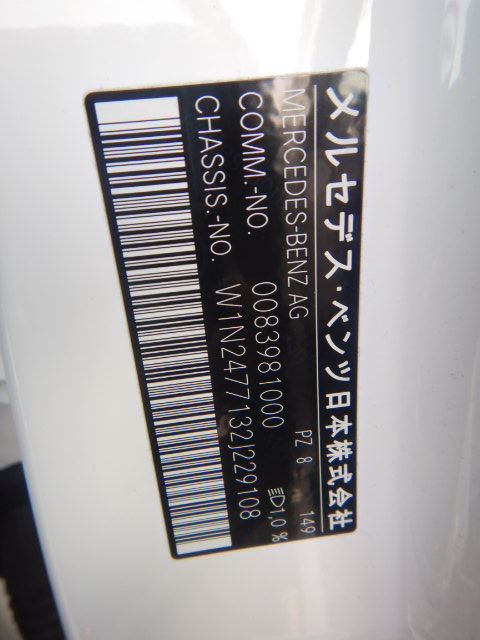 メルセデス・ベンツ日本株式会社
MERCEDES-BENZ AG PZ 8 149
COMM.-NO. 0083981000 1,0 %
CHASSIS.-NO. W1N2477132J229108